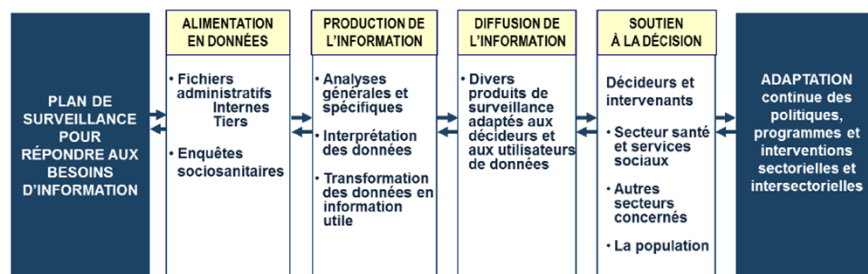 PLAN DE
SURVEILLANCE
POUR
RÉPONDRE AUX
BESOINS
D'INFORMATION
ALIMENTATION
EN DONNÉES
• Fichiers
administratifs
Internes
Tiers
• Enquêtes
sociosanitaires
PRODUCTION DE
L'INFORMATION
• Analyses
générales et
spécifiques
• Interprétation
des données
• Transformation
des données en
information
utile
DIFFUSION DE
L'INFORMATION
• Divers
produits de
surveillance
adaptés aux
décideurs et
aux utilisateurs
de données
SOUTIEN
À LA DÉCISION
Décideurs et
intervenants
• Secteur santé
et services
sociaux
• Autres
secteurs
concernés
• La population
ADAPTATION
continue des
politiques,
programmes et
interventions
sectorielles et
intersectorielles